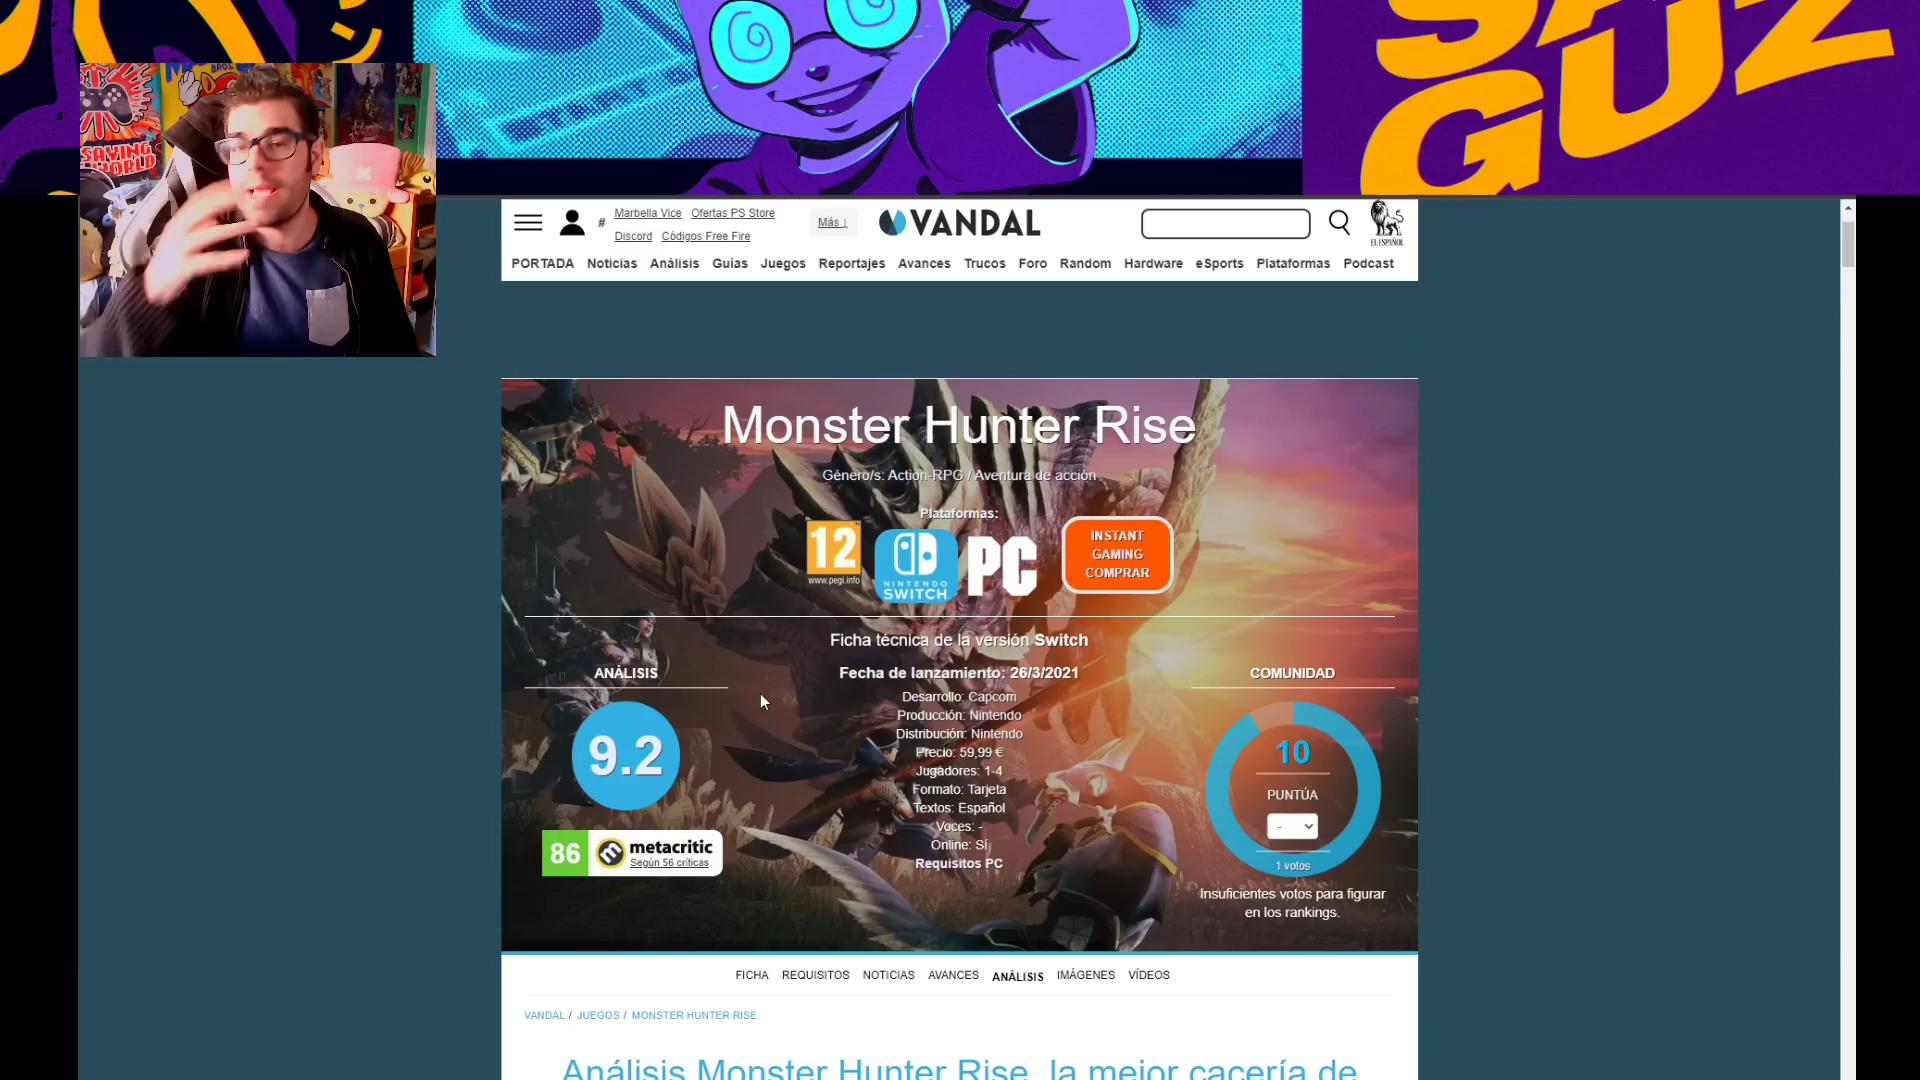 SAVING
WORLD
GUZ
Marbella Vice Ofertas PS Store
#
Discord Códigos Free Fire
Más ↓
VANDAL
EL ESPAÑOL
PORTADA Noticias Análisis Guías Juegos Reportajes Avances Trucos Foro Random Hardware eSports Plataformas Podcast
Monster Hunter Rise
Género/s: Action-RPG / Aventura de acción
Plataformas:
12
www.pegi.info
NINTENDO
SWITCH
PC
INSTANT
GAMING
COMPRAR
Ficha técnica de la versión Switch
ANÁLISIS
9.2
86
metacritic
Según 56 críticas
Fecha de lanzamiento: 26/3/2021
Desarrollo: Capcom
Producción: Nintendo
Distribución: Nintendo
Precio: 59,99 €
Jugadores: 1-4
Formato: Tarjeta
Textos: Español
Voces: -
Online: Sí
Requisitos PC
COMUNIDAD
10
PUNTÚA
-
1 votos
Insuficientes votos para figurar
en los rankings.
FICHA REQUISITOS NOTICIAS AVANCES ANÁLISIS IMÁGENES VÍDEOS
VANDAL / JUEGOS / MONSTER HUNTER RISE
Análisis Monster Hunter Rise, la mejor cacería de